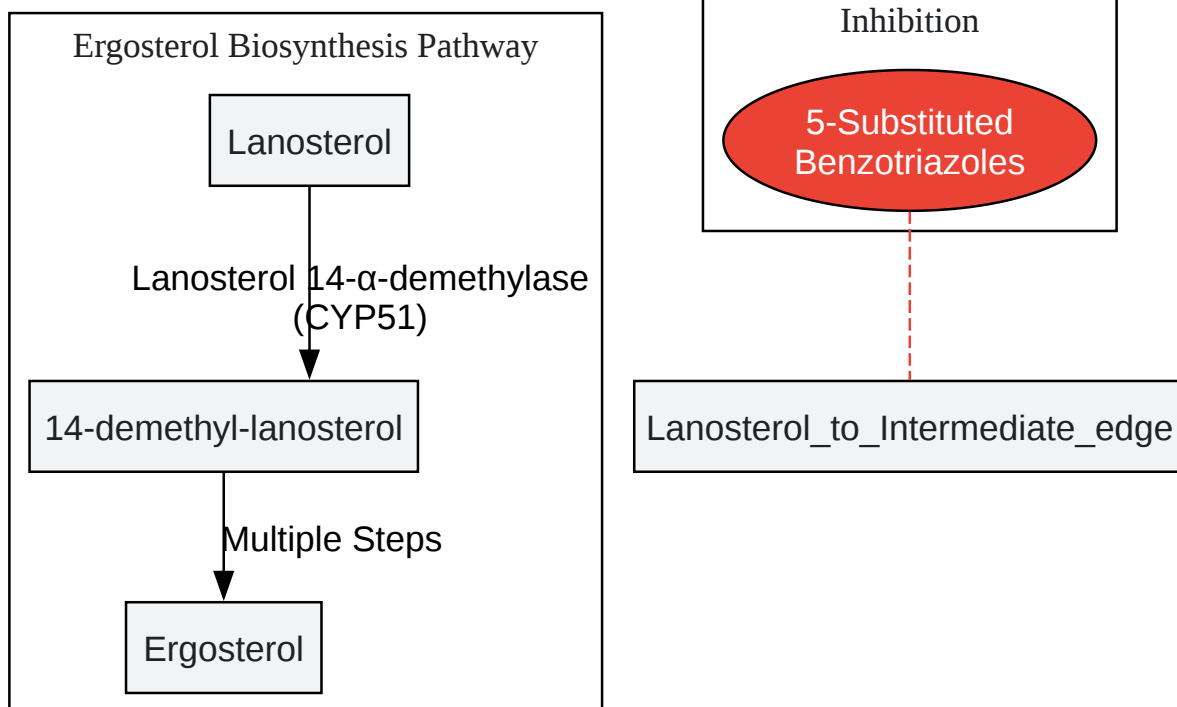 Ergosterol Biosynthesis Pathway
Lanosterol
Lanosterol 14-α-demethylase
(CYP51)
14-demethyl-lanosterol
Multiple Steps
Ergosterol
Inhibition
5-Substituted
Benzotriazoles
Lanosterol_to_Intermediate_edge